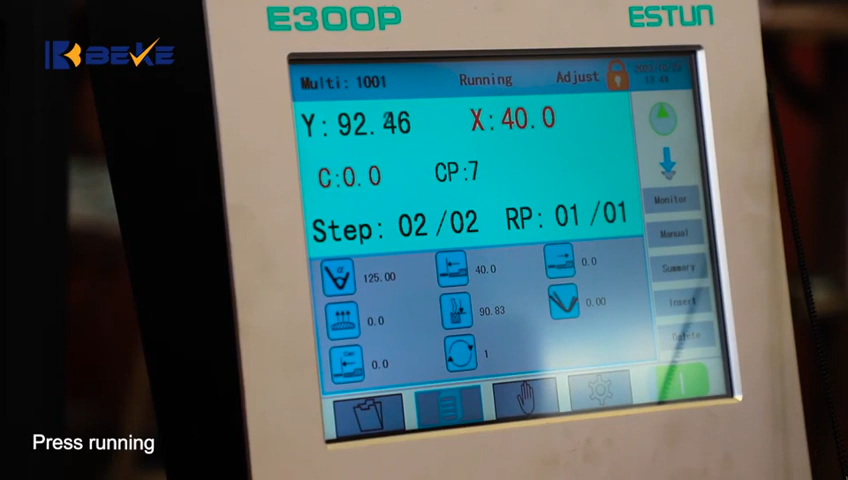 E300P ESTUN
BEKE
Multi: 1001 Running Adjust
Y: 92.46 X: 40.0
C:0.0 CP:7
Step: 02 /02 RP: 01 /01
125.00 40.0 0.0
0.0 90.83 0.00
0.0 1
Monitor
Manual
Summary
Insert
Delete
Press running